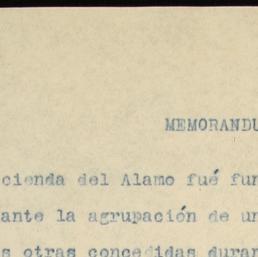 MEMORANDU
cienda del Alamo fué fun
ante la agrupación de un
s otras concedidas duran